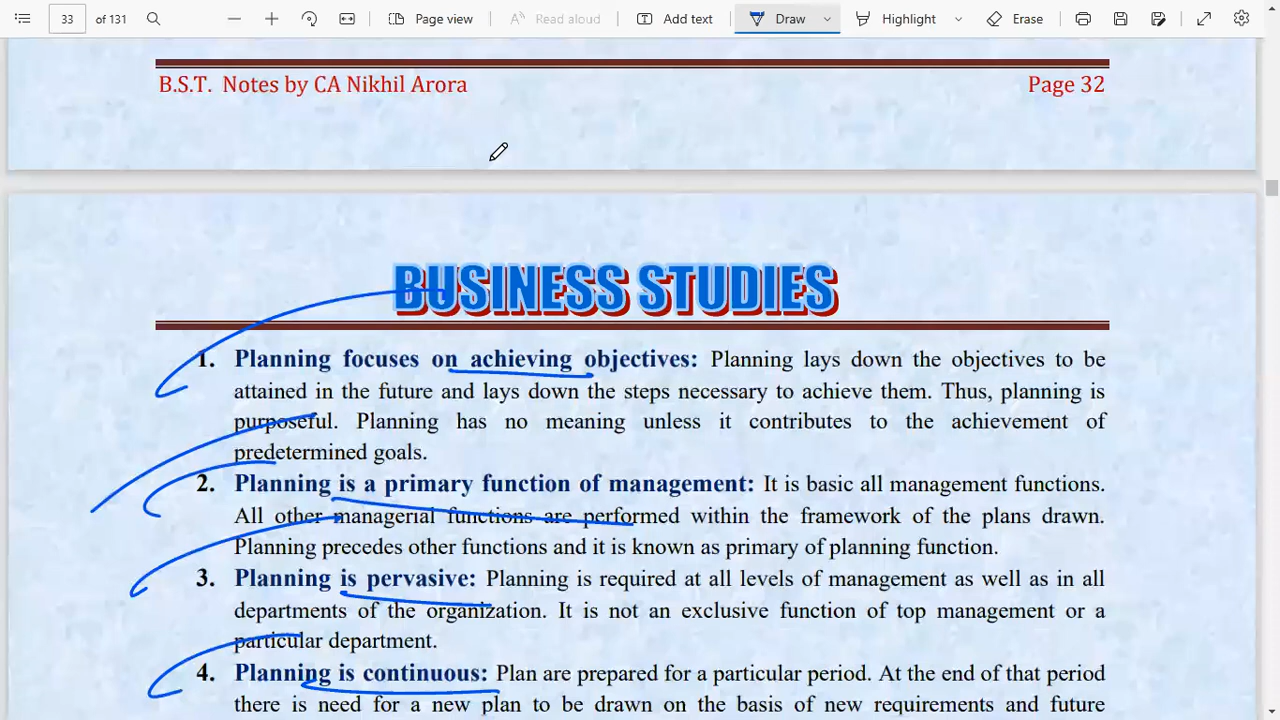 33 of 131 Page view Read aloud Add text Draw Highlight Erase
B.S.T. Notes by CA Nikhil Arora Page 32
BUSINESS STUDIES
1. Planning focuses on achieving objectives: Planning lays down the objectives to be
attained in the future and lays down the steps necessary to achieve them. Thus, planning is
purposeful. Planning has no meaning unless it contributes to the achievement of
predetermined goals.
2. Planning is a primary function of management: It is basic all management functions.
All other managerial functions are performed within the framework of the plans drawn.
Planning precedes other functions and it is known as primary of planning function.
3. Planning is pervasive: Planning is required at all levels of management as well as in all
departments of the organization. It is not an exclusive function of top management or a
particular department.
4. Planning is continuous: Plan are prepared for a particular period. At the end of that period
there is need for a new plan to be drawn on the basis of new requirements and future